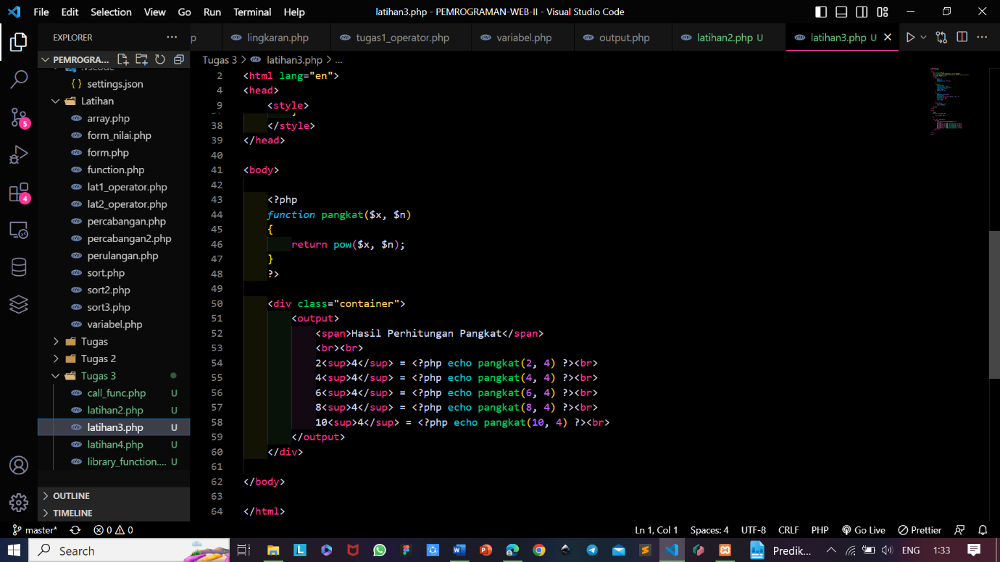 File Edit Selection View Go Run Terminal Help latihan3.php - PEMROGRAMAN-WEB-II - Visual Studio Code
EXPLORER
p lingkaran.php tugas1_operator.php variabel.php output.php latihan2.php U latihan3.php U
PEMROGRA...
Tugas 3 > latihan3.php > ...
.vscode
{ } settings.json
Latihan
array.php
form_nilai.php
form.php
function.php
lat1_operator.php
lat2_operator.php
percabangan.php
percabangan2.php
perulangan.php
sort.php
sort2.php
sort3.php
variabel.php
Tugas
Tugas 2
Tugas 3
call_func.php U
latihan2.php U
latihan3.php U
latihan4.php U
library_function.... U
OUTLINE
TIMELINE
5
4
2 <html lang="en">
4 <head>
9 <style>
37 }
38 </style>
39 </head>
40
41 <body>
42
43 <?php
44 function pangkat($x, $n)
45 {
46 return pow($x, $n);
47 }
48 ?>
49
50 <div class="container">
51 <output>
52 <span>Hasil Perhitungan Pangkat</span>
53 <br><br>
54 2<sup>4</sup> = <?php echo pangkat(2, 4) ?><br>
55 4<sup>4</sup> = <?php echo pangkat(4, 4) ?><br>
56 6<sup>4</sup> = <?php echo pangkat(6, 4) ?><br>
57 8<sup>4</sup> = <?php echo pangkat(8, 4) ?><br>
58 10<sup>4</sup> = <?php echo pangkat(10, 4) ?><br>
59 </output>
60 </div>
61
62 </body>
63
64 </html>
master* 0 0 Ln 1, Col 1 Spaces: 4 UTF-8 CRLF PHP Go Live Prettier
Search Predik... ENG 1:33